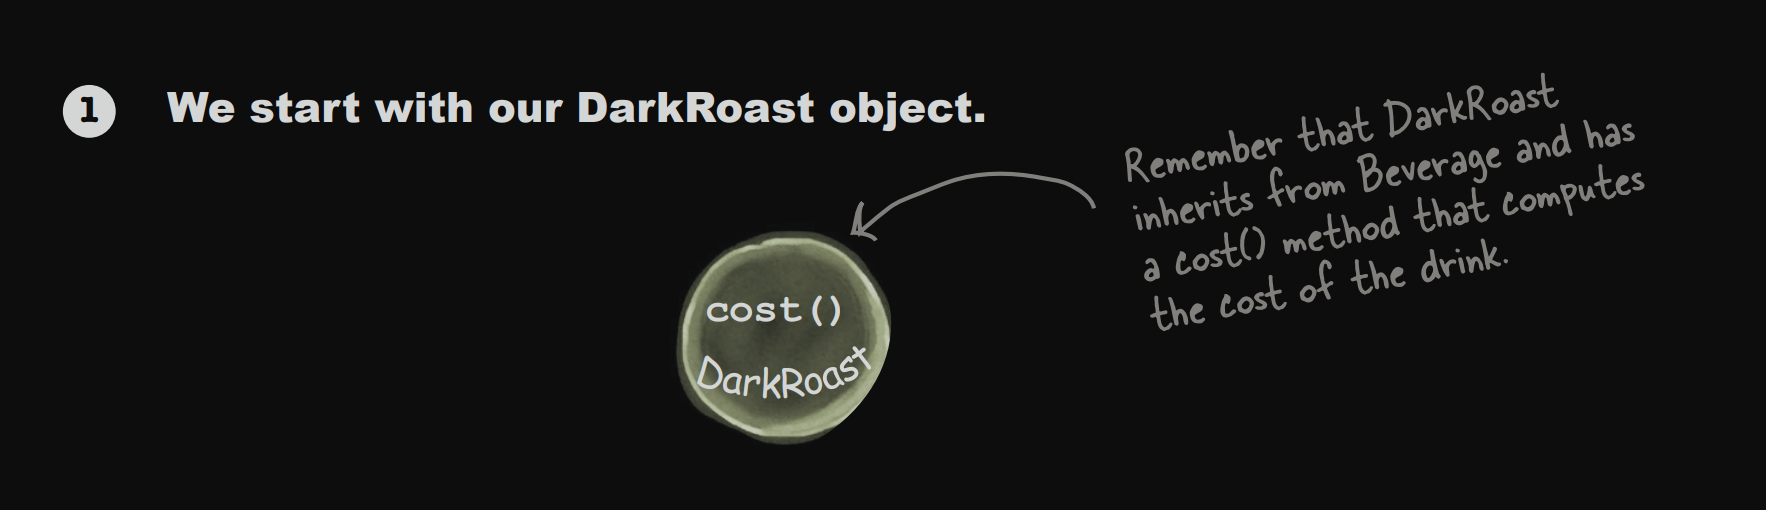 1 We start with our DarkRoast object.
Remember that DarkRoast
inherits from Beverage and has
a cost() method that computes
the cost of the drink.
cost()
DarkRoast